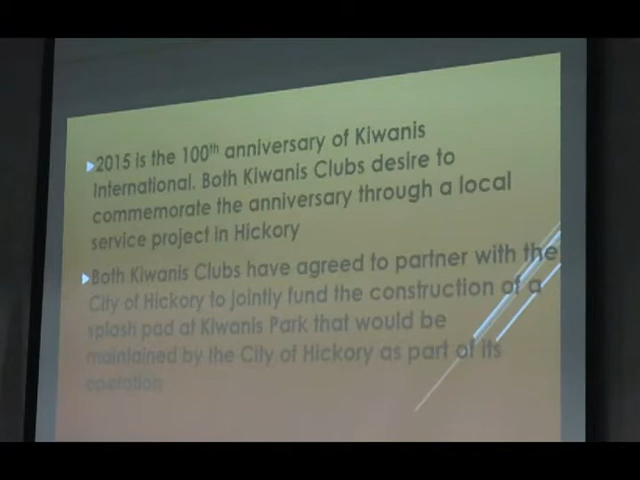 2015 is the 100th anniversary of Kiwanis
International. Both Kiwanis Clubs desire to
commemorate the anniversary through a local
service project in Hickory
Both Kiwanis Clubs have agreed to partner with the
City of Hickory to jointly fund the construction of a
splash pad at Kiwanis Park that would be
maintained by the City of Hickory as part of its
operation